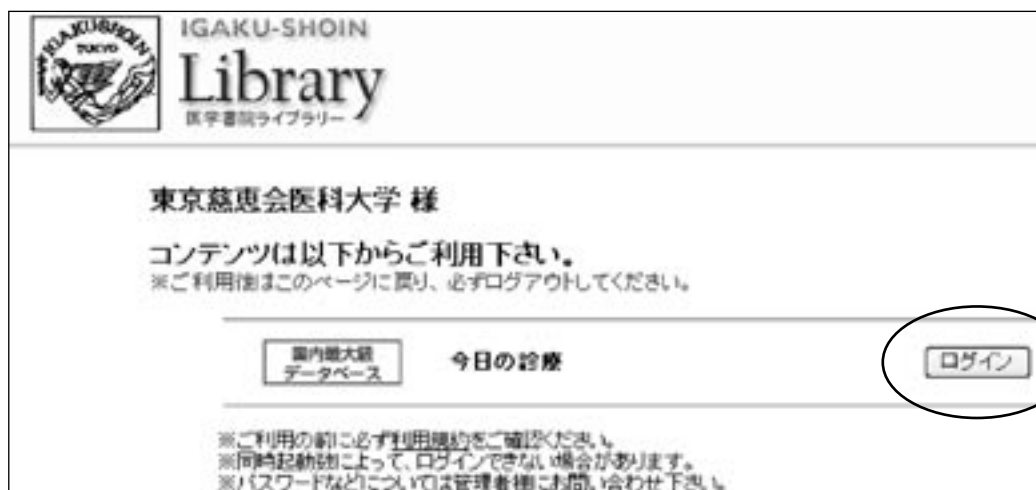 IGAKU-SHOIN
TOKYO
IGAKU-SHOIN
Library
医学書院ライブラリー
東京慈恵会医科大学 様
コンテンツは以下からご利用下さい。
※ご利用後はこのページに戻り、必ずログアウトしてください。
国内最大級
データベース
今日の診療
ログイン
※ご利用の前に必ず利用規約をご確認ください。
※同時起動数によって、ログインできない場合があります。
※パスワードなどについては管理者様にお問い合わせ下さい。